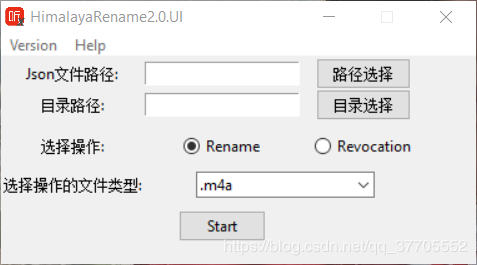 听 HimalayaRename2.0.UI
Version Help
Json文件路径: 路径选择
目录路径: 目录选择
选择操作: Rename Revocation
选择操作的文件类型: .m4a
Start
https://blog.csdn.net/qq_37705552